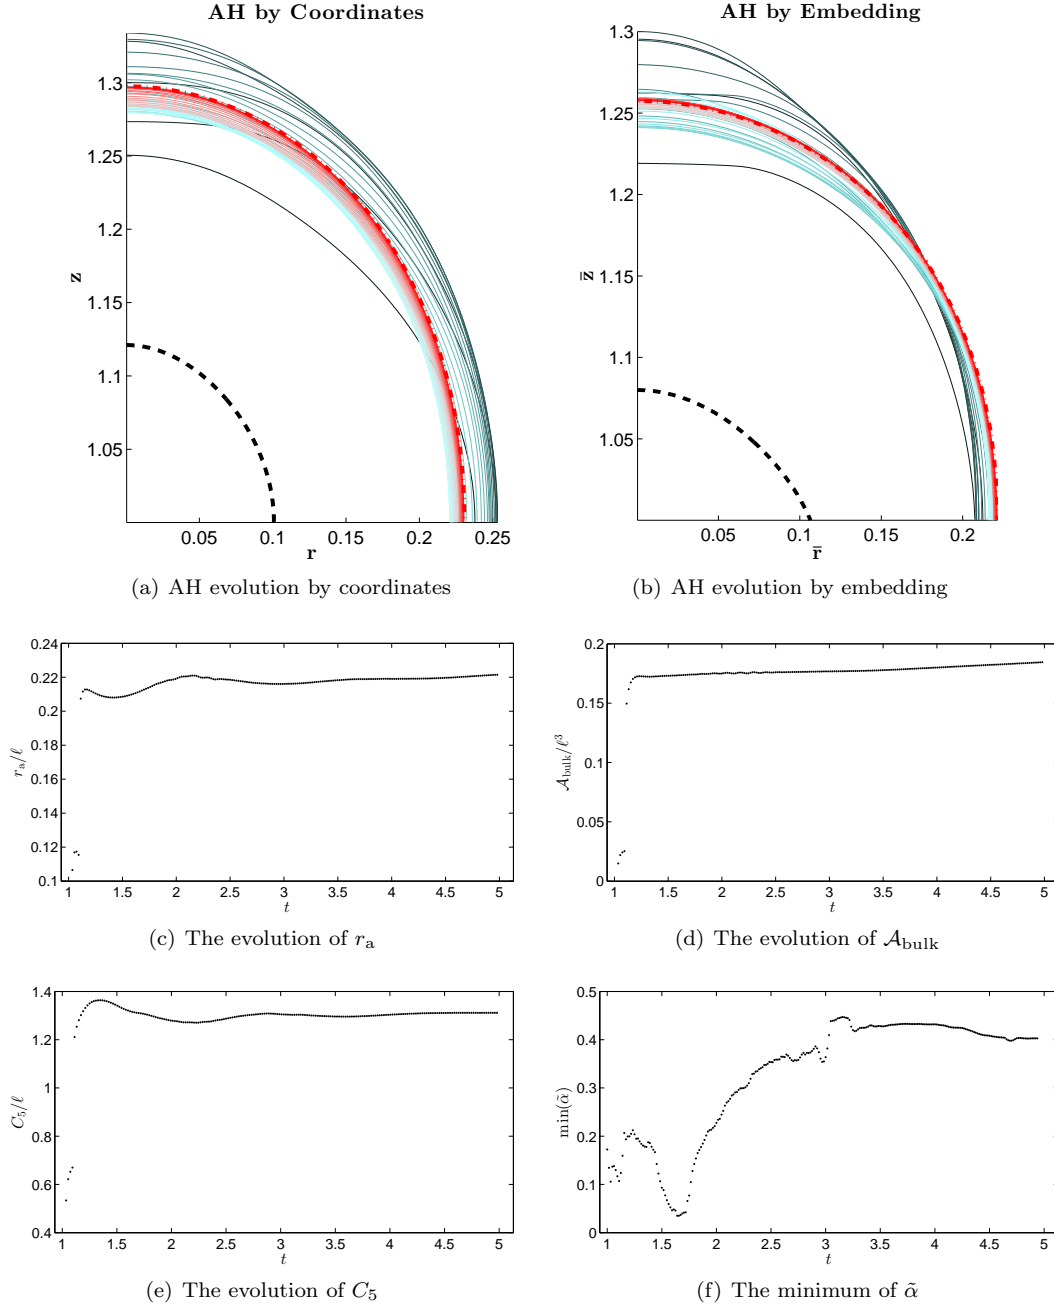 AH by Coordinates
1.3
1.25
1.2
1.15
1.1
1.05
z
0.05
0.1
0.15
0.2
0.25
r
(a) AH evolution by coordinates
AH by Embedding
1.3
1.25
1.2
1.15
1.1
1.05
z̄
0.05
0.1
0.15
0.2
r̄
(b) AH evolution by embedding
0.24
0.22
0.2
0.18
0.16
0.14
0.12
0.1
r_a/ℓ
1 1.5 2 2.5 3 3.5 4 4.5 5
t
(c) The evolution of r_a
0.2
0.15
0.1
0.05
0
𝒜_bulk/ℓ³
1 1.5 2 2.5 3 3.5 4 4.5 5
t
(d) The evolution of 𝒜_bulk
1.4
1.2
1
0.8
0.6
0.4
C₅/ℓ
1 1.5 2 2.5 3 3.5 4 4.5 5
t
(e) The evolution of C₅
0.5
0.4
0.3
0.2
0.1
0
min(α̃)
1 1.5 2 2.5 3 3.5 4 4.5 5
t
(f) The minimum of α̃